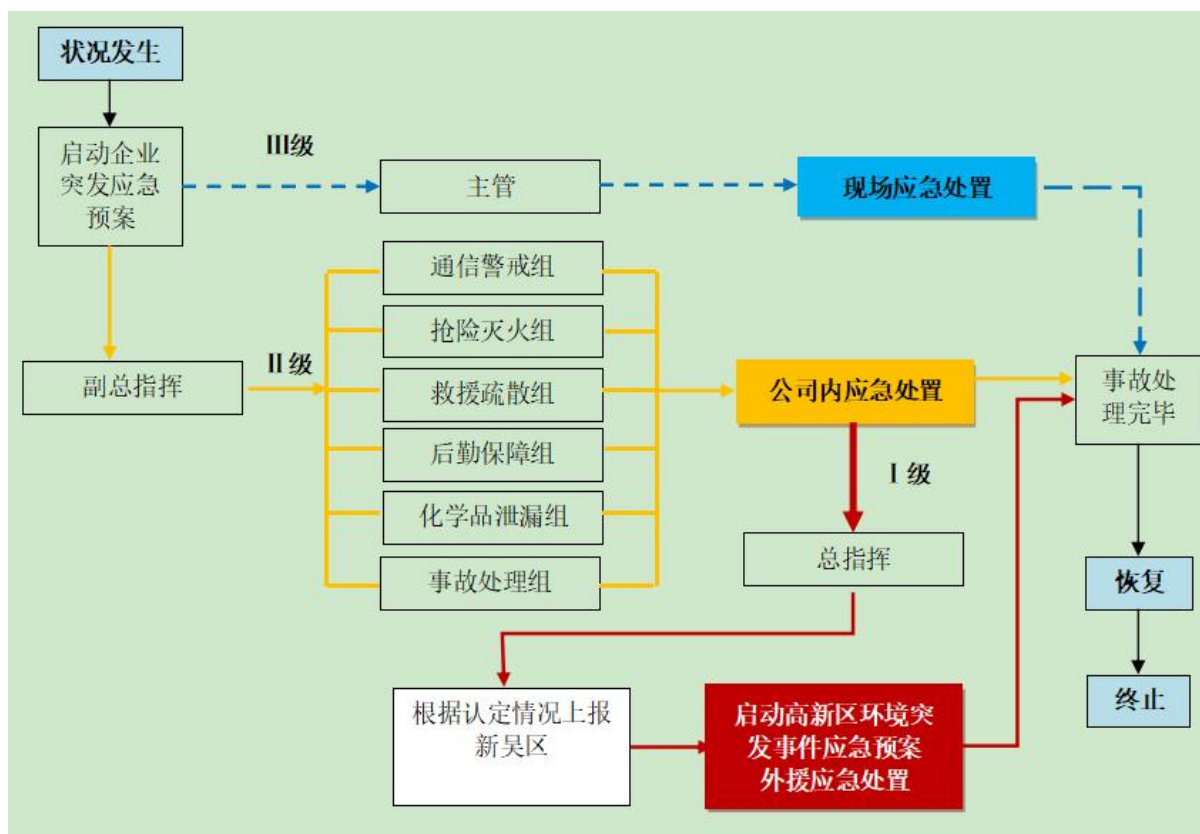 状况发生
启动企业
突发应急
预案
III级
主管
现场应急处置
副总指挥
II 级
通信警戒组
抢险灭火组
救援疏散组
后勤保障组
化学品泄漏组
事故处理组
公司内应急处置
事故处
理完毕
I 级
总指挥
恢复
终止
根据认定情况上报
新吴区
启动高新区环境突
发事件应急预案
外援应急处置